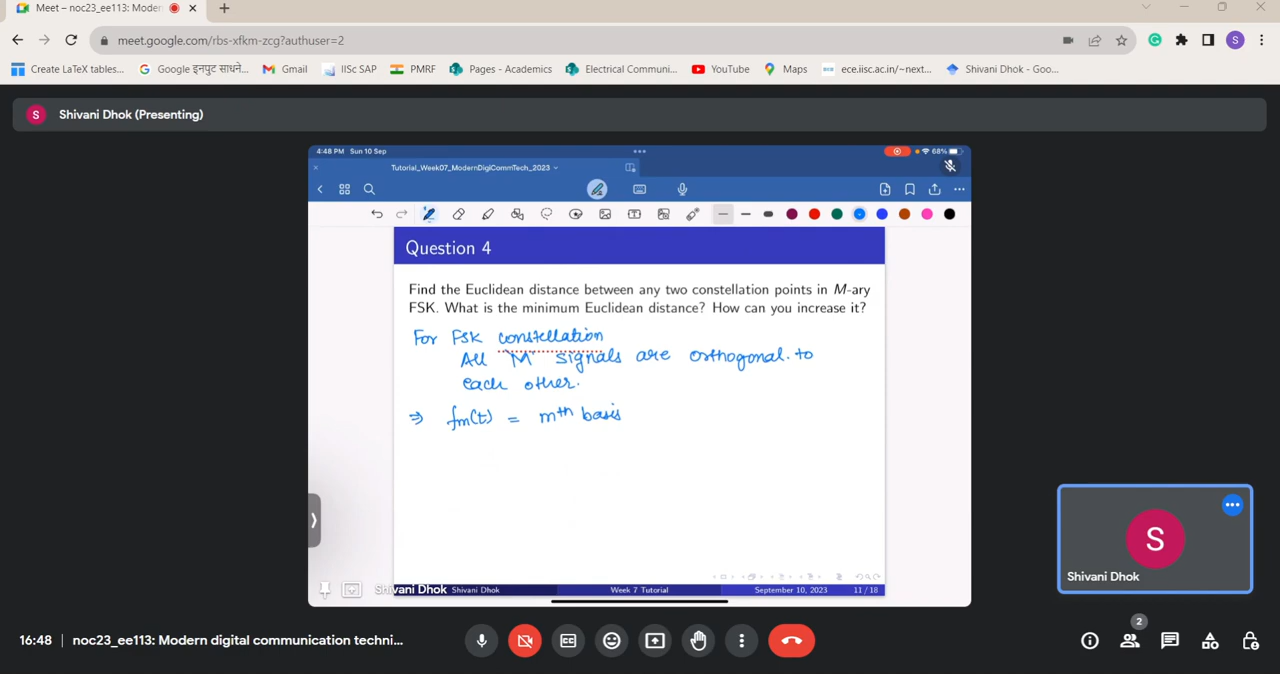 Meet – noc23_ee113: Modern
meet.google.com/rbs-xfkm-zcg?authuser=2
S
Create LaTeX tables...
Google इनपुट साधने...
Gmail
IISc SAP
PMRF
Pages - Academics
Electrical Communi...
YouTube
Maps
ece.iisc.ac.in/~next...
Shivani Dhok - Goo...
S
Shivani Dhok (Presenting)
4:48 PM Sun 10 Sep
68%
Tutorial_Week07_ModernDigiCommTech_2023
Question 4
Find the Euclidean distance between any two constellation points in M-ary
FSK. What is the minimum Euclidean distance? How can you increase it?
For FSK constellation
All 'M' signals are orthogonal to
each other.
⇒ fm(t) = mth basis
Shivani Dhok
Shivani Dhok
Week 7 Tutorial
September 10, 2023
11 / 18
S
Shivani Dhok
16:48
noc23_ee113: Modern digital communication techni...
2